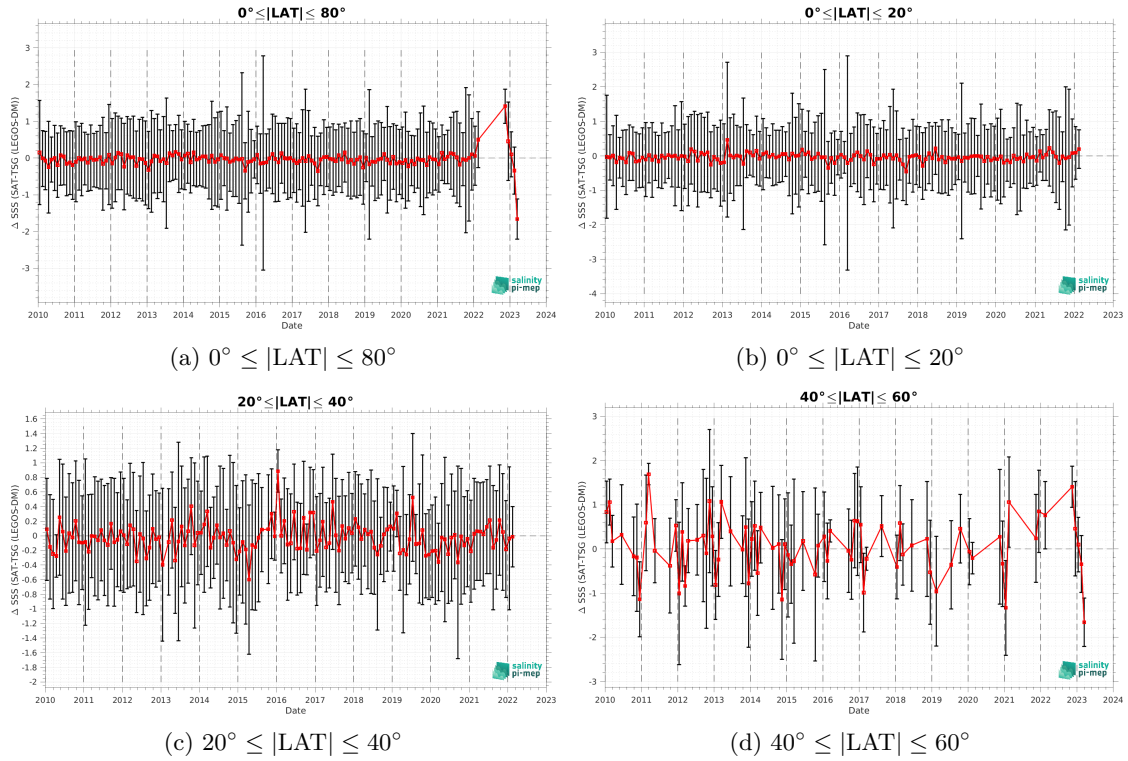 0°≤|LAT|≤ 80°
Δ SSS (SAT-TSG (LEGOS-DM))
3
2
1
0
-1
-2
-3
2010 2011 2012 2013 2014 2015 2016 2017 2018 2019 2020 2021 2022 2023 2024
Date
salinity
pi-mep
(a) 0° ≤ |LAT| ≤ 80°
0°≤|LAT|≤ 20°
Δ SSS (SAT-TSG (LEGOS-DM))
3
2
1
0
-1
-2
-3
-4
2010 2011 2012 2013 2014 2015 2016 2017 2018 2019 2020 2021 2022 2023
Date
salinity
pi-mep
(b) 0° ≤ |LAT| ≤ 20°
20°≤|LAT|≤ 40°
Δ SSS (SAT-TSG (LEGOS-DM))
1.6
1.4
1.2
1
0.8
0.6
0.4
0.2
0
-0.2
-0.4
-0.6
-0.8
-1
-1.2
-1.4
-1.6
-1.8
-2
2010 2011 2012 2013 2014 2015 2016 2017 2018 2019 2020 2021 2022 2023
Date
salinity
pi-mep
(c) 20° ≤ |LAT| ≤ 40°
40°≤|LAT|≤ 60°
Δ SSS (SAT-TSG (LEGOS-DM))
3
2
1
0
-1
-2
-3
2010 2011 2012 2013 2014 2015 2016 2017 2018 2019 2020 2021 2022 2023 2024
Date
salinity
pi-mep
(d) 40° ≤ |LAT| ≤ 60°